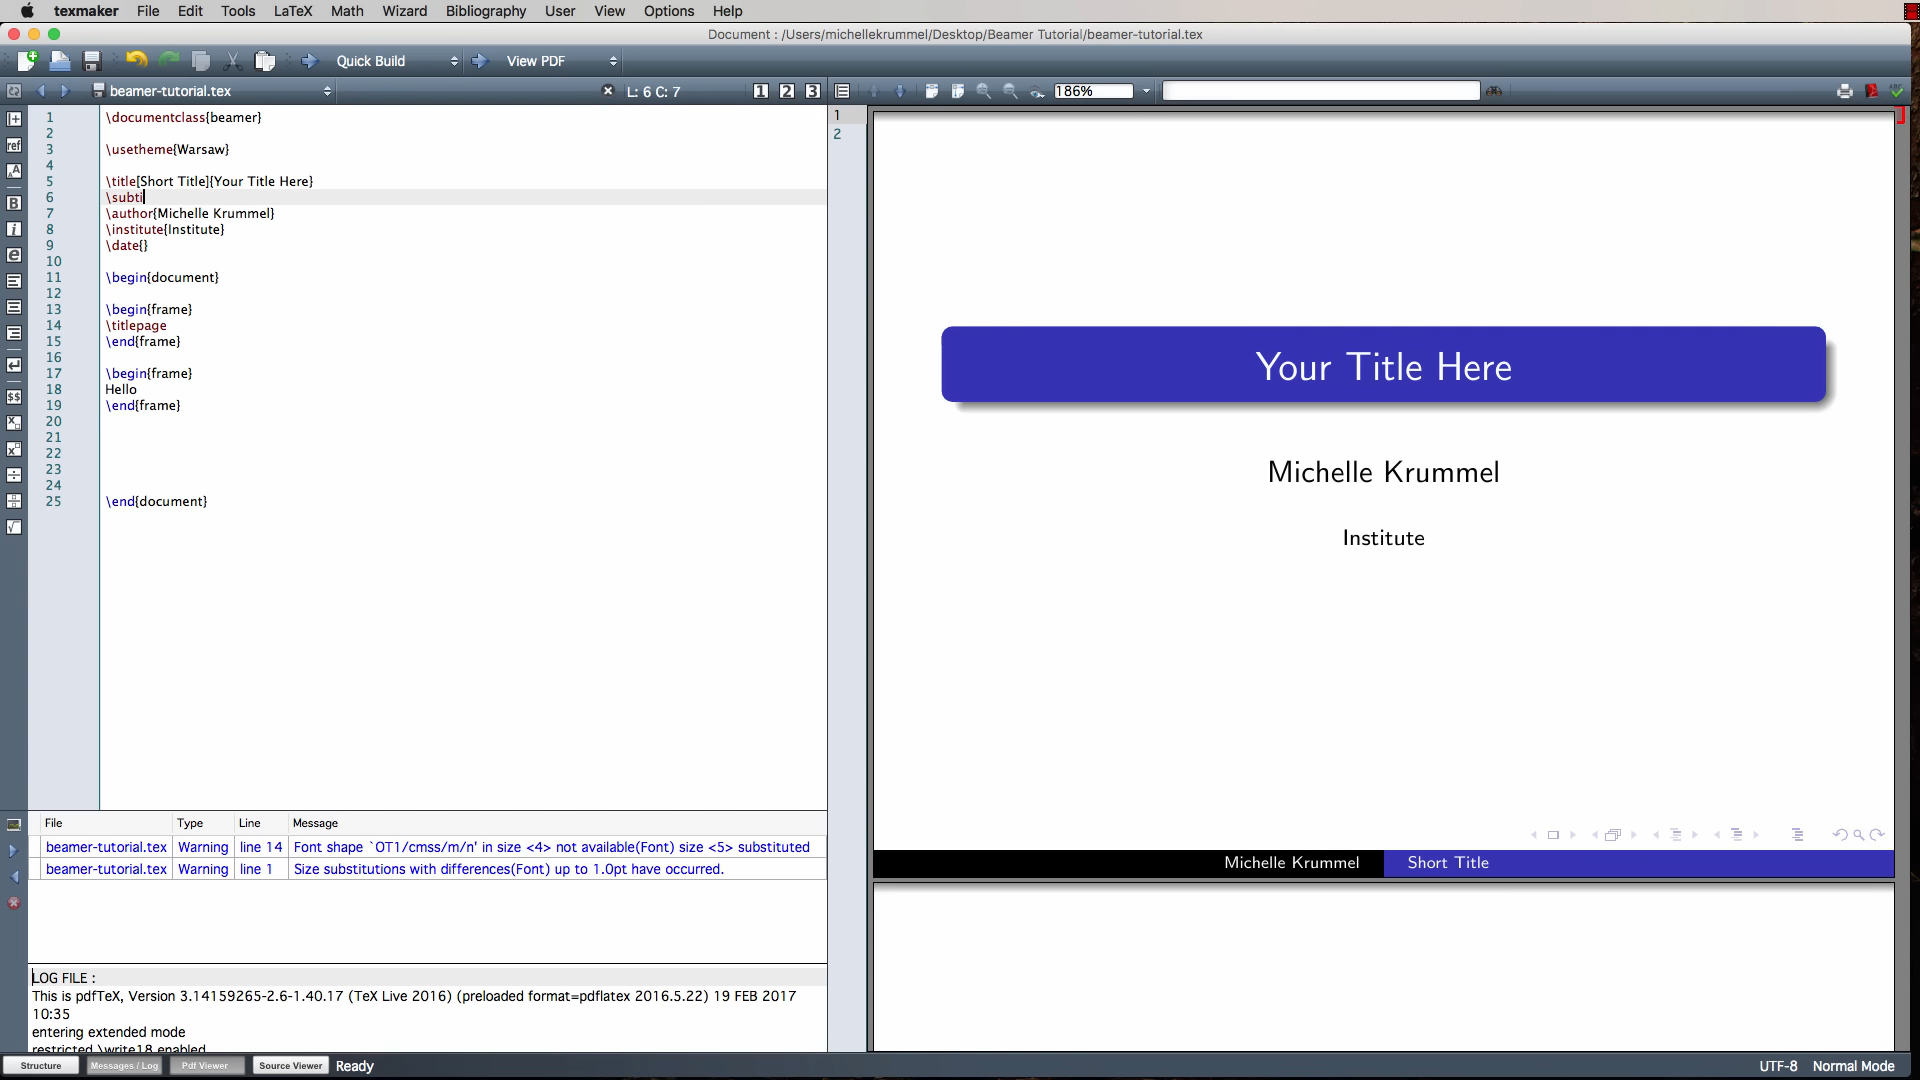 texmaker File Edit Tools LaTeX Math Wizard Bibliography User View Options Help
Document : /Users/michellekrummel/Desktop/Beamer Tutorial/beamer-tutorial.tex
Quick Build View PDF
beamer-tutorial.tex L: 6 C: 7 1 2 3 186%
1 \documentclass{beamer}
2
3 \usetheme{Warsaw}
4
5 \title[Short Title]{Your Title Here}
6 \subti
7 \author{Michelle Krummel}
8 \institute{Institute}
9 \date{}
10
11 \begin{document}
12
13 \begin{frame}
14 \titlepage
15 \end{frame}
16
17 \begin{frame}
18 Hello
19 \end{frame}
20
21
22
23
24
25 \end{document}
ref
B
i
e
$$
File Type Line Message
beamer-tutorial.tex Warning line 14 Font shape `OT1/cmss/m/n' in size <4> not available(Font) size <5> substituted
beamer-tutorial.tex Warning line 1 Size substitutions with differences(Font) up to 1.0pt have occurred.
LOG FILE :
This is pdfTeX, Version 3.14159265-2.6-1.40.17 (TeX Live 2016) (preloaded format=pdflatex 2016.5.22) 19 FEB 2017
10:35
entering extended mode
restricted \write18 enabled
1
2
Your Title Here
Michelle Krummel
Institute
Michelle Krummel Short Title
Structure Messages / Log Pdf Viewer Source Viewer Ready UTF-8 Normal Mode